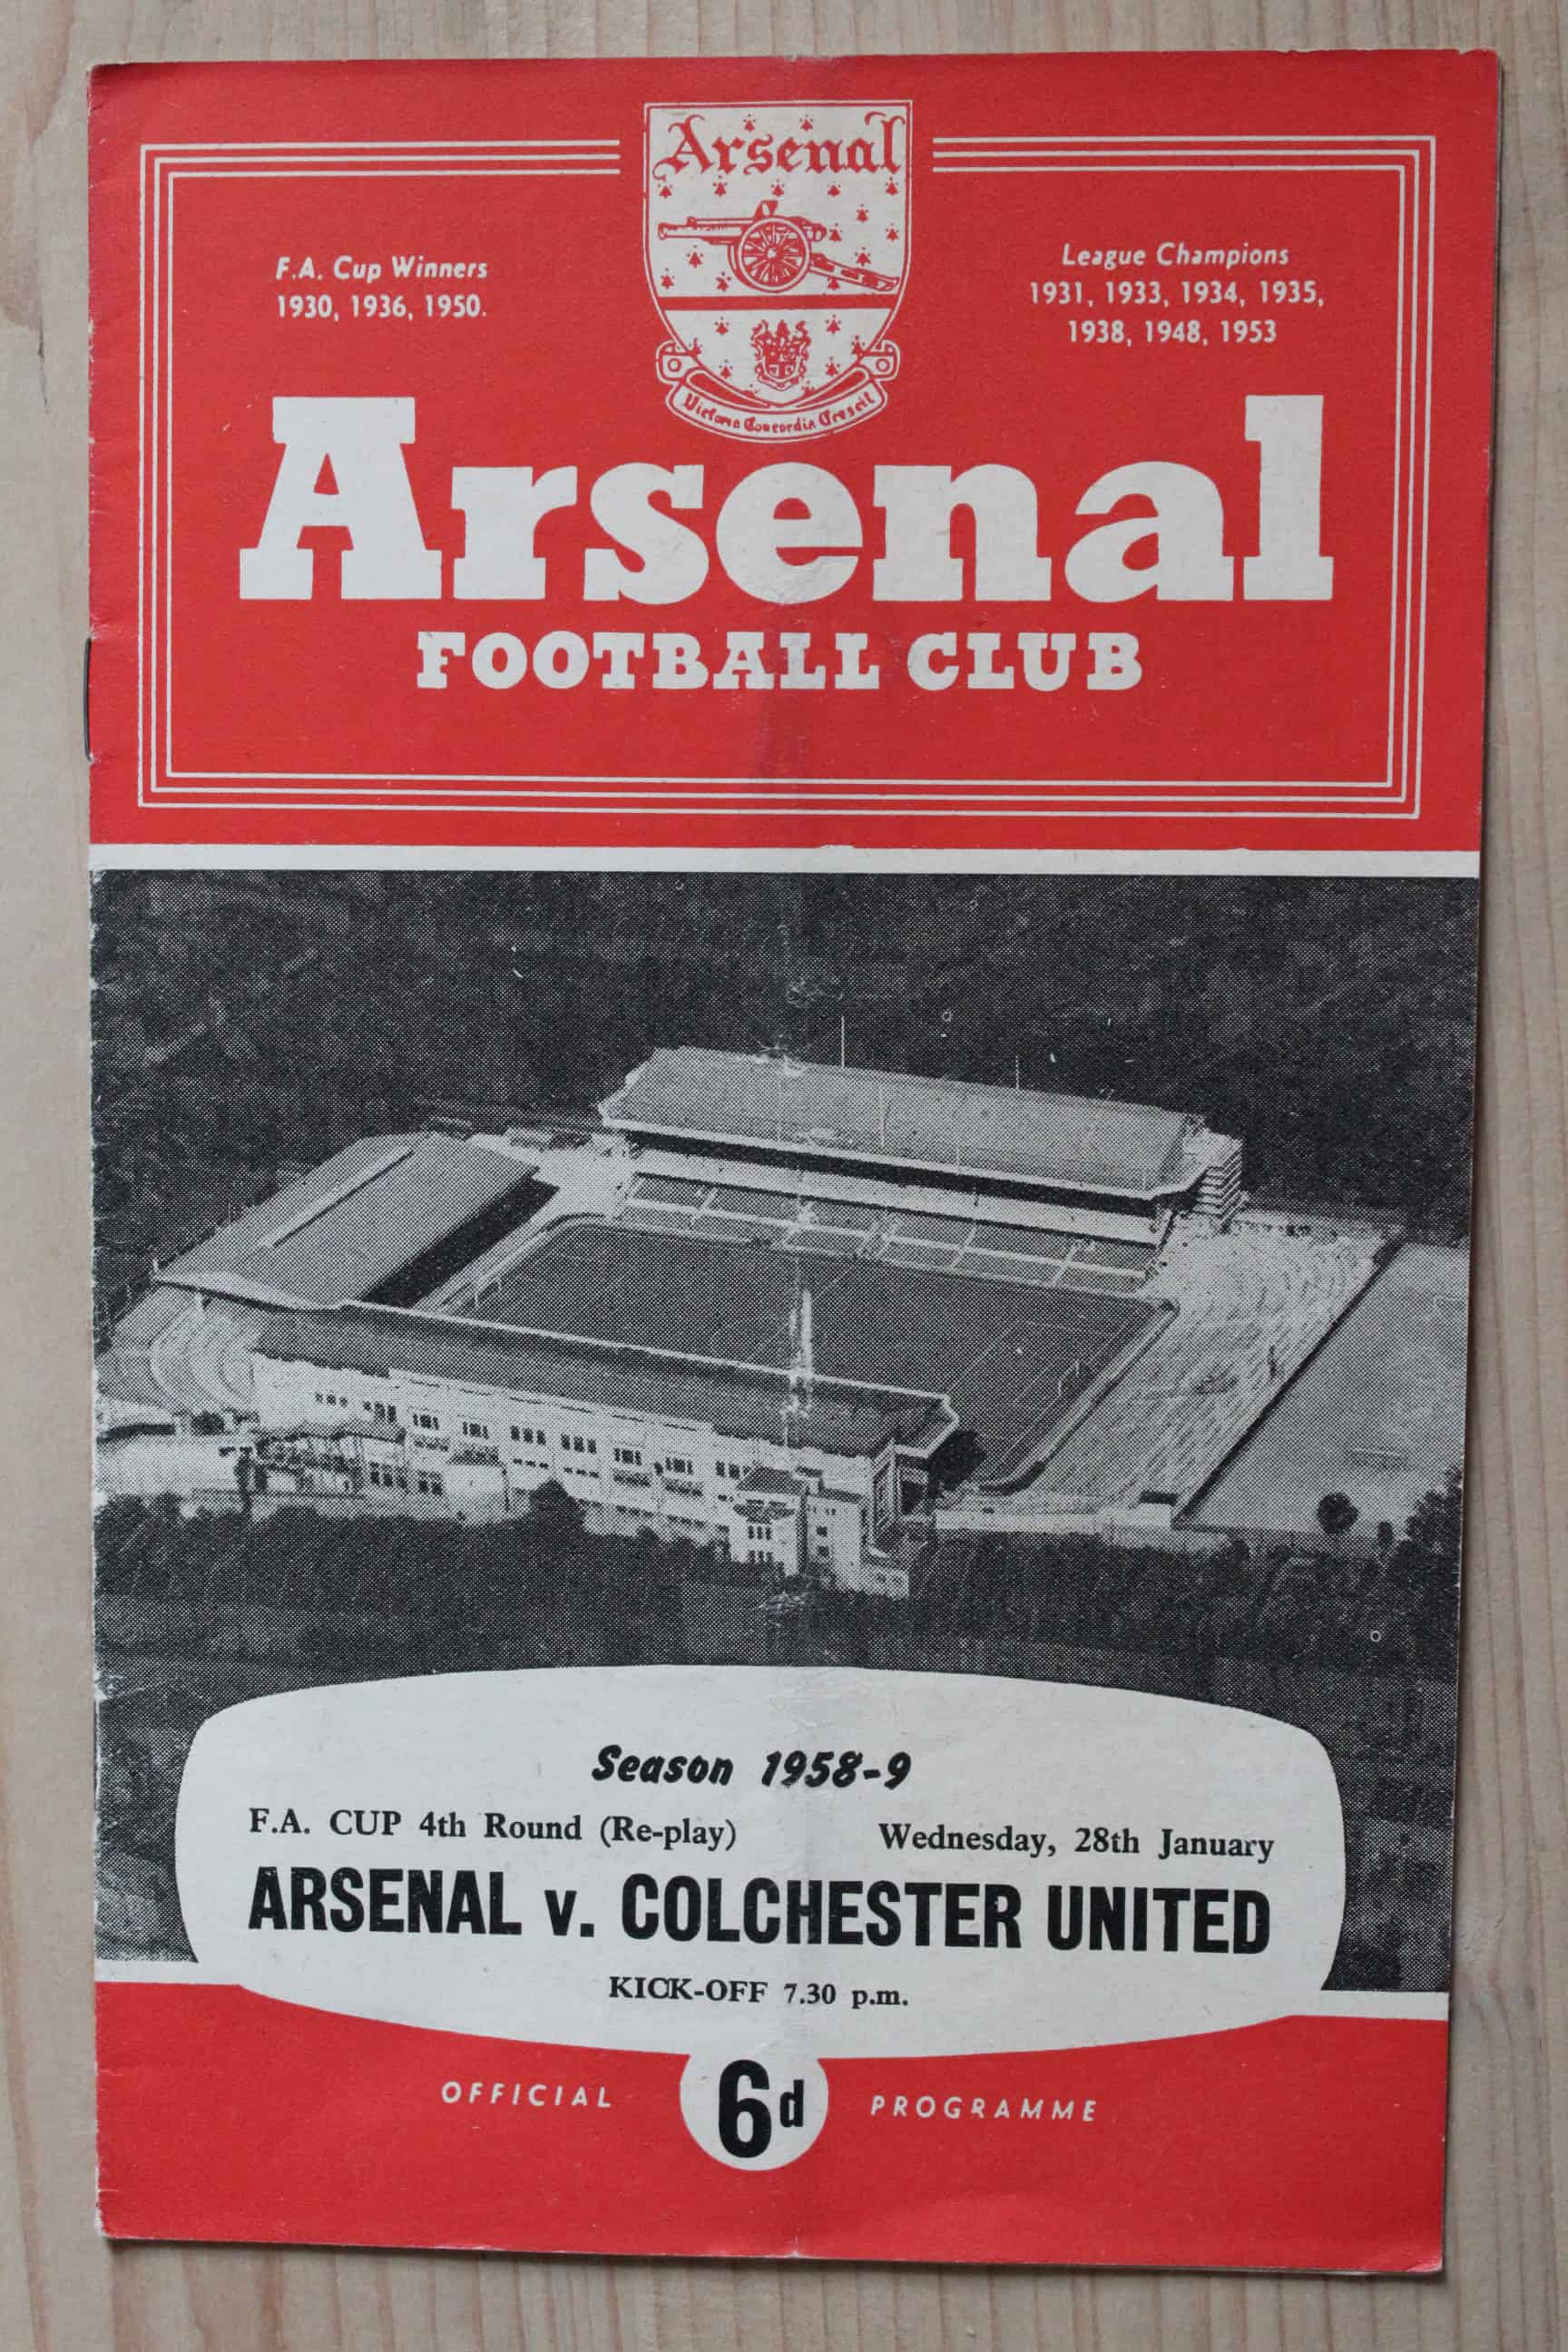 Arsenal
F.A. Cup Winners
1930, 1936, 1950.
League Champions
1931, 1933, 1934, 1935,
1938, 1948, 1953
Victoria Concordia Crescit
Arsenal
FOOTBALL CLUB
Season 1958-9
F.A. CUP 4th Round (Re-play)
Wednesday, 28th January
ARSENAL v. COLCHESTER UNITED
KICK-OFF 7.30 p.m.
OFFICIAL 6d PROGRAMME